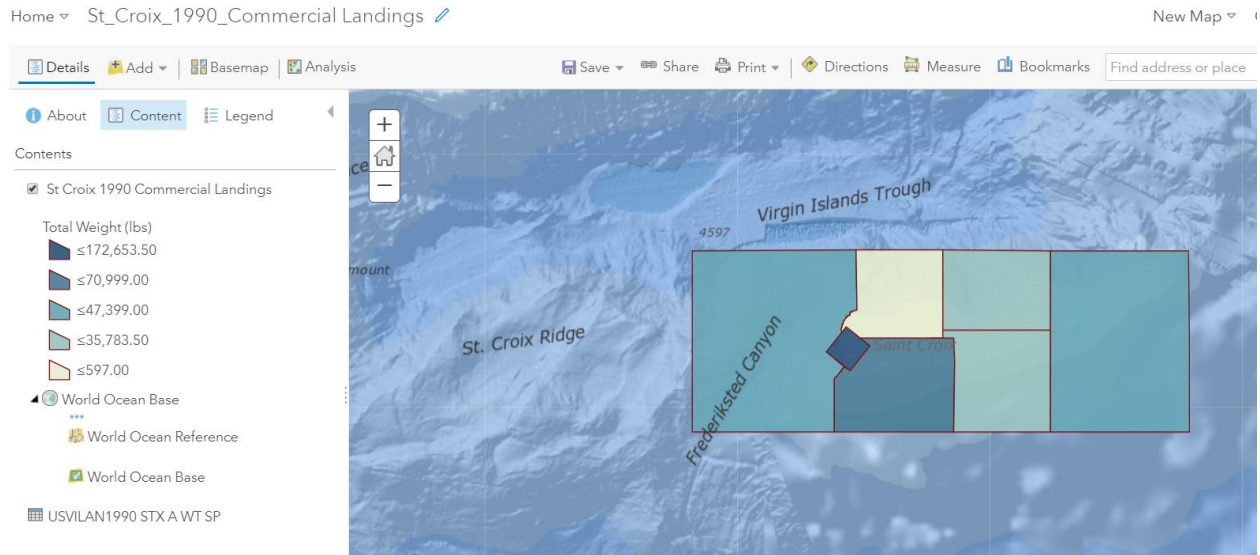 Home St_Croix_1990_Commercial Landings New Map
Details Add Basemap Analysis Save Share Print Directions Measure Bookmarks Find address or place
About Content Legend
Contents
St Croix 1990 Commercial Landings
Total Weight (lbs)
≤172,653.50
≤70,999.00
≤47,399.00
≤35,783.50
≤597.00
World Ocean Base
World Ocean Reference
World Ocean Base
USVILAN1990 STX A WT SP
Virgin Islands Trough
4597
mount
St. Croix Ridge
Saint Croix
Frederiksted Canyon